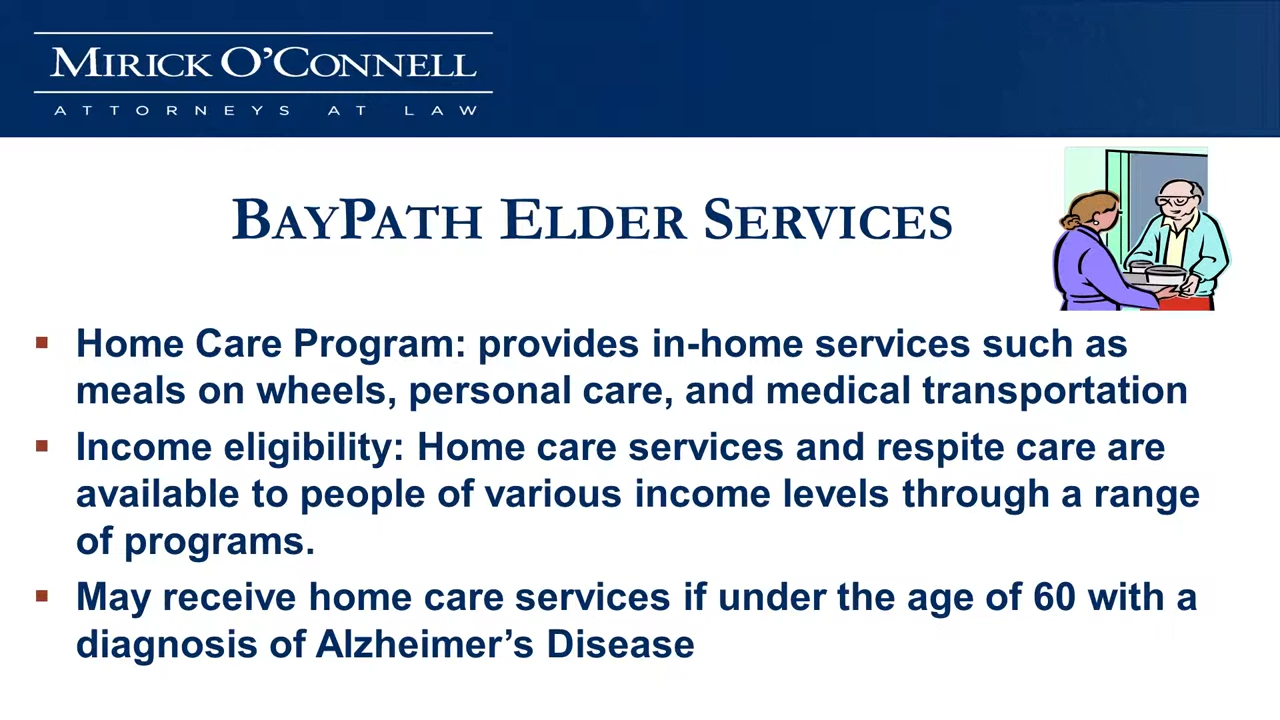 MIRICK O'CONNELL
ATTORNEYS AT LAW
BAYPATH ELDER SERVICES
▪ Home Care Program: provides in-home services such as
meals on wheels, personal care, and medical transportation
▪ Income eligibility: Home care services and respite care are
available to people of various income levels through a range
of programs.
▪ May receive home care services if under the age of 60 with a
diagnosis of Alzheimer’s Disease